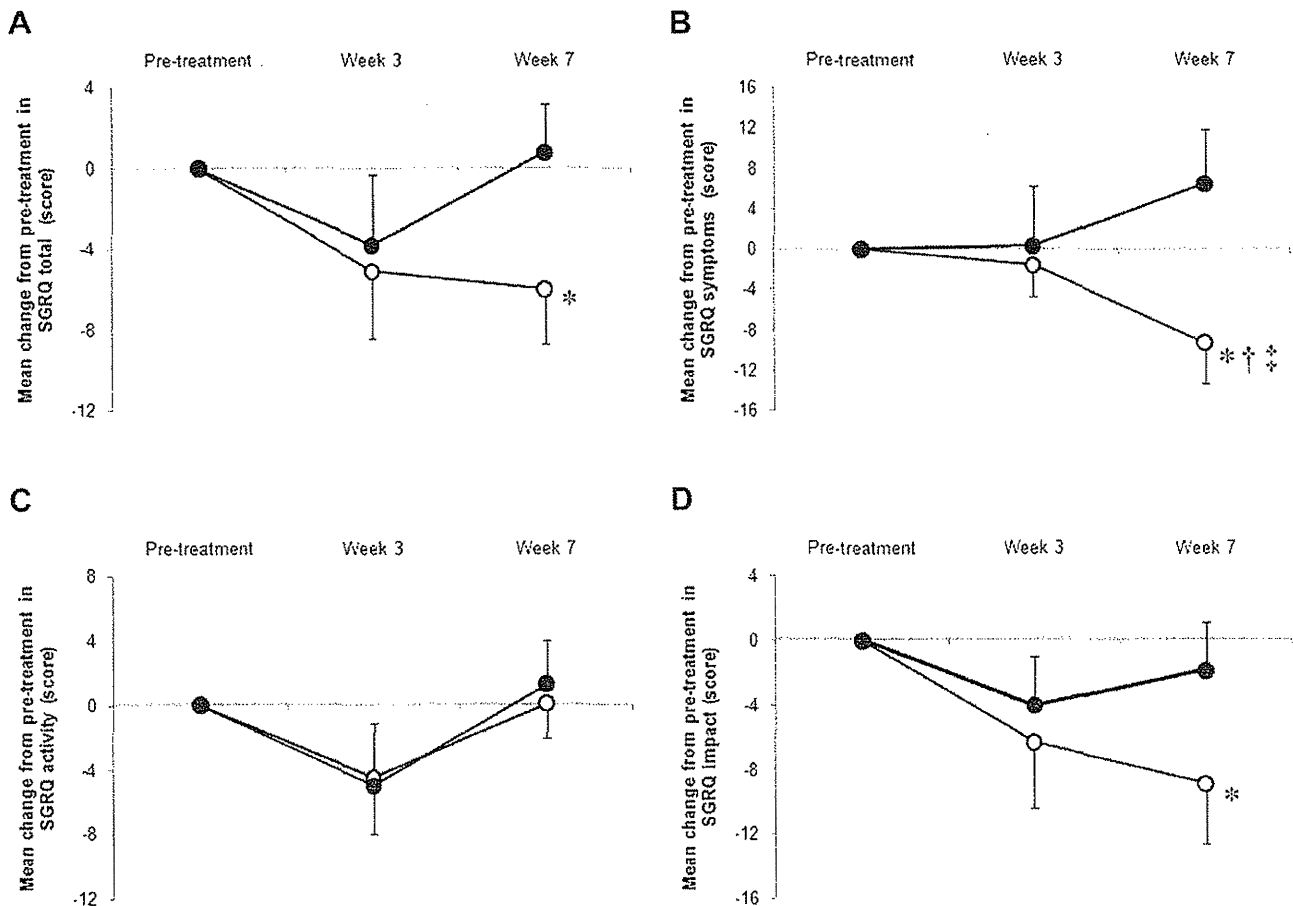 A
Pre-treatment Week 3 Week 7
Mean change from pre-treatment in
SGRQ total (score)
4
0
-4
-8
-12
*
B
Pre-treatment Week 3 Week 7
Mean change from pre-treatment in
SGRQ symptoms (score)
16
12
8
4
0
-4
-8
-12
-16
* † ‡
C
Pre-treatment Week 3 Week 7
Mean change from pre-treatment in
SGRQ activity (score)
8
4
0
-4
-8
-12
D
Pre-treatment Week 3 Week 7
Mean change from pre-treatment in
SGRQ impact (score)
4
0
-4
-8
-12
-16
*